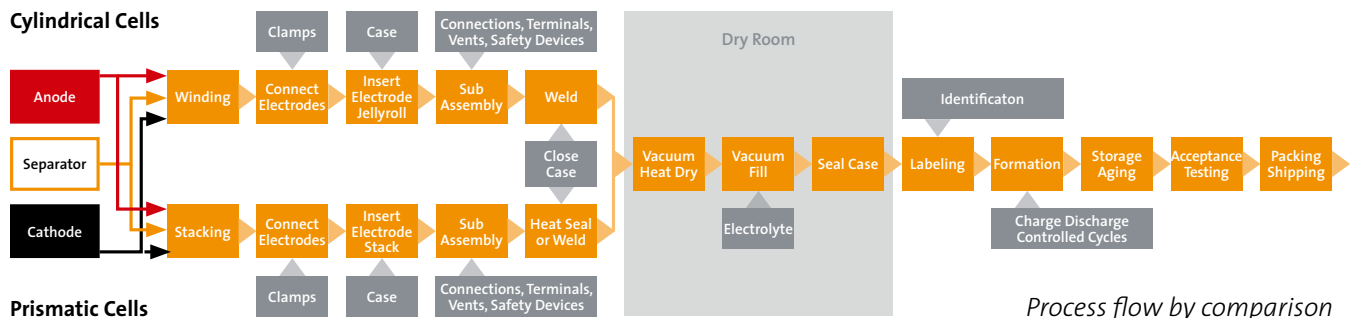 Cylindrical Cells
Clamps
Case
Connections, Terminals,
Vents, Safety Devices
Dry Room
Anode
Winding
Connect
Electrodes
Insert
Electrode
Jellyroll
Sub
Assembly
Weld
Identificaton
Separator
Close
Case
Vacuum
Heat Dry
Vacuum
Fill
Seal Case
Labeling
Formation
Storage
Aging
Acceptance
Testing
Packing
Shipping
Cathode
Stacking
Connect
Electrodes
Insert
Electrode
Stack
Sub
Assembly
Heat Seal
or Weld
Electrolyte
Charge Discharge
Controlled Cycles
Clamps
Case
Connections, Terminals,
Vents, Safety Devices
Prismatic Cells
Process flow by comparison